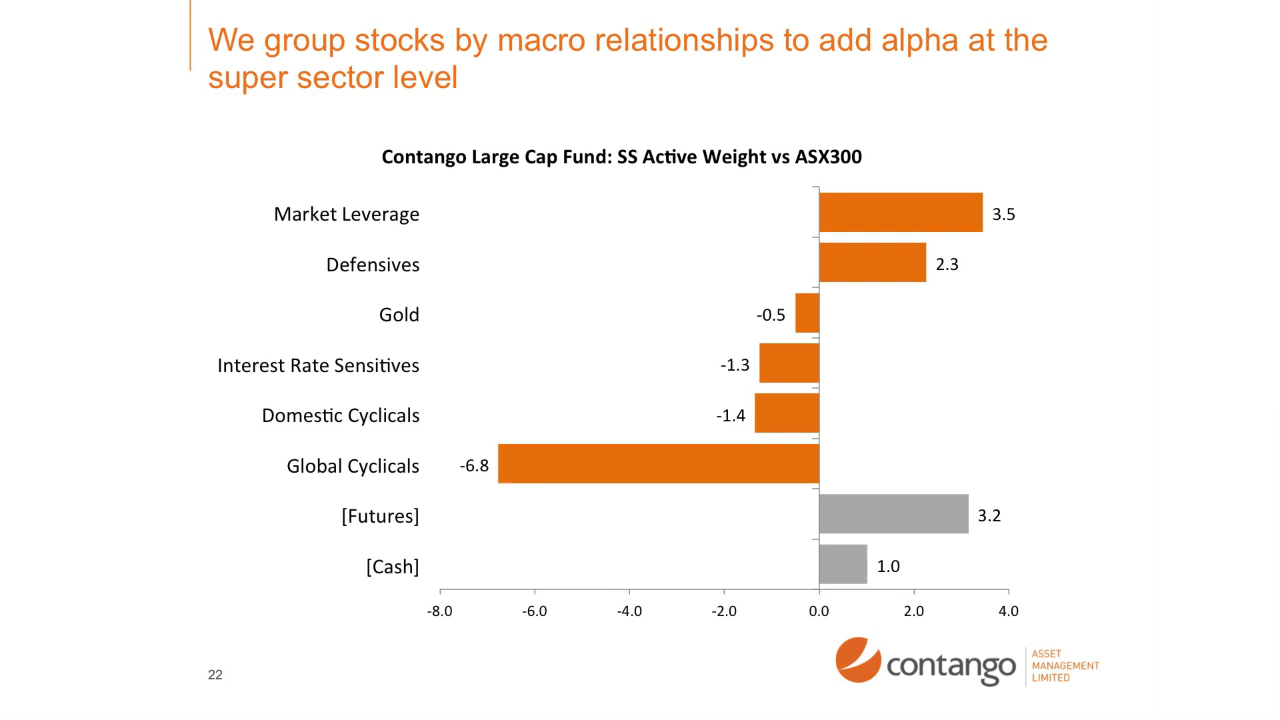 We group stocks by macro relationships to add alpha at the
super sector level
Contango Large Cap Fund: SS Active Weight vs ASX300
Market Leverage
3.5
Defensives
2.3
Gold
-0.5
Interest Rate Sensitives
-1.3
Domestic Cyclicals
-1.4
Global Cyclicals
-6.8
[Futures]
3.2
[Cash]
1.0
-8.0 -6.0 -4.0 -2.0 0.0 2.0 4.0
22
contango
ASSET
MANAGEMENT
LIMITED